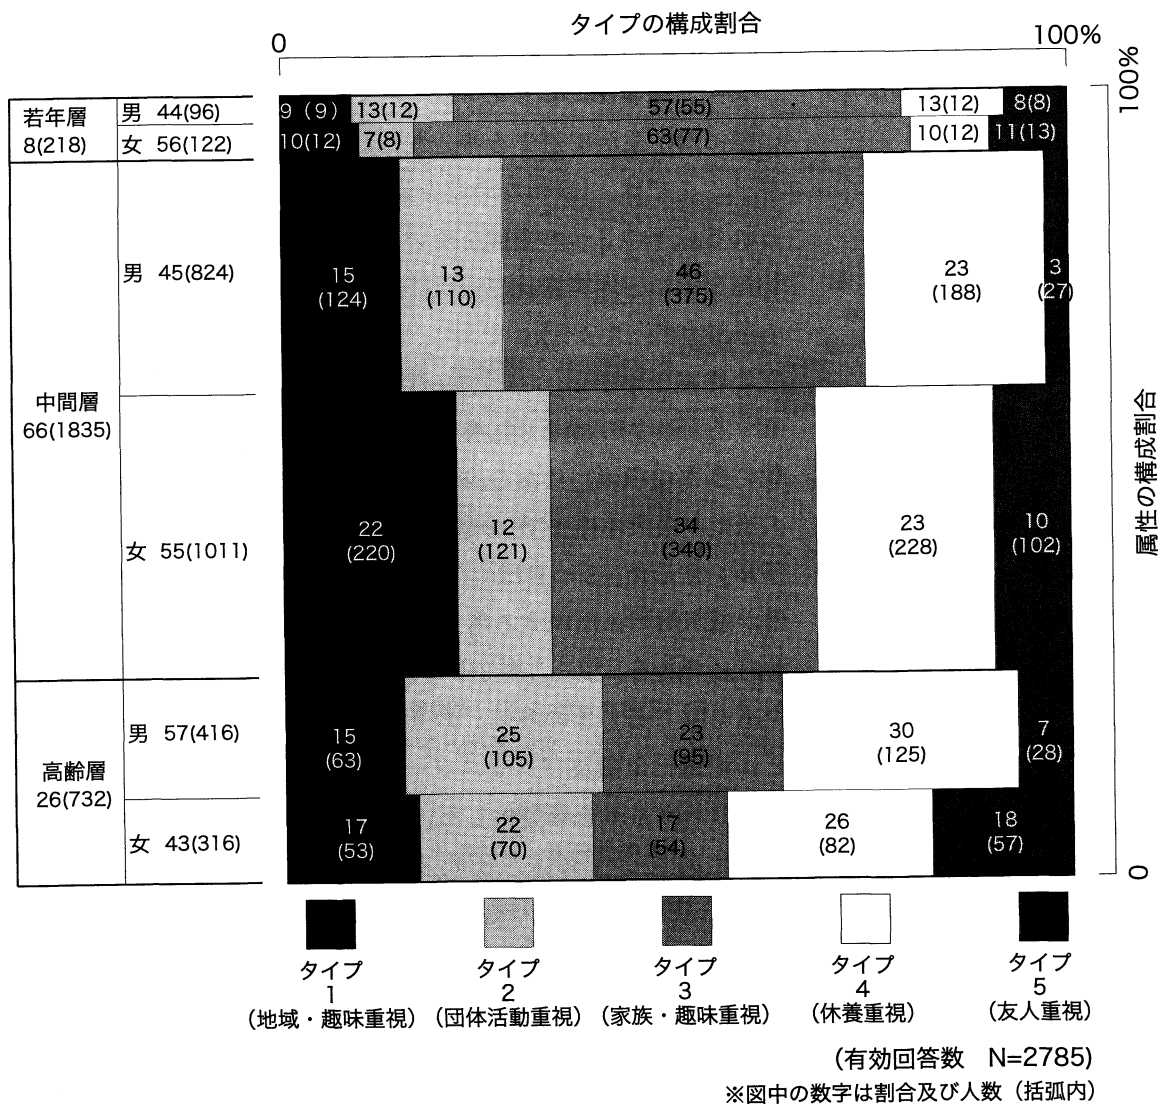 タイプの構成割合
0 100%
100%
若年層
8(218)
男 44(96)
9(9) 13(12) 57(55) 13(12) 8(8)
女 56(122)
10(12) 7(8) 63(77) 10(12) 11(13)
中間層
66(1835)
男 45(824)
15 13 46 23 3
(124) (110) (375) (188) (27)
女 55(1011)
22 12 34 23 10
(220) (121) (340) (228) (102)
属性の構成割合
高齢層
26(732)
男 57(416)
15 25 23 30 7
(63) (105) (95) (125) (28)
女 43(316)
17 22 17 26 18
(53) (70) (54) (82) (57)
0
タイプ タイプ タイプ タイプ タイプ
1 2 3 4 5
(地域・趣味重視) (団体活動重視) (家族・趣味重視) (休養重視) (友人重視)
(有効回答数 N=2785)
※図中の数字は割合及び人数(括弧内)